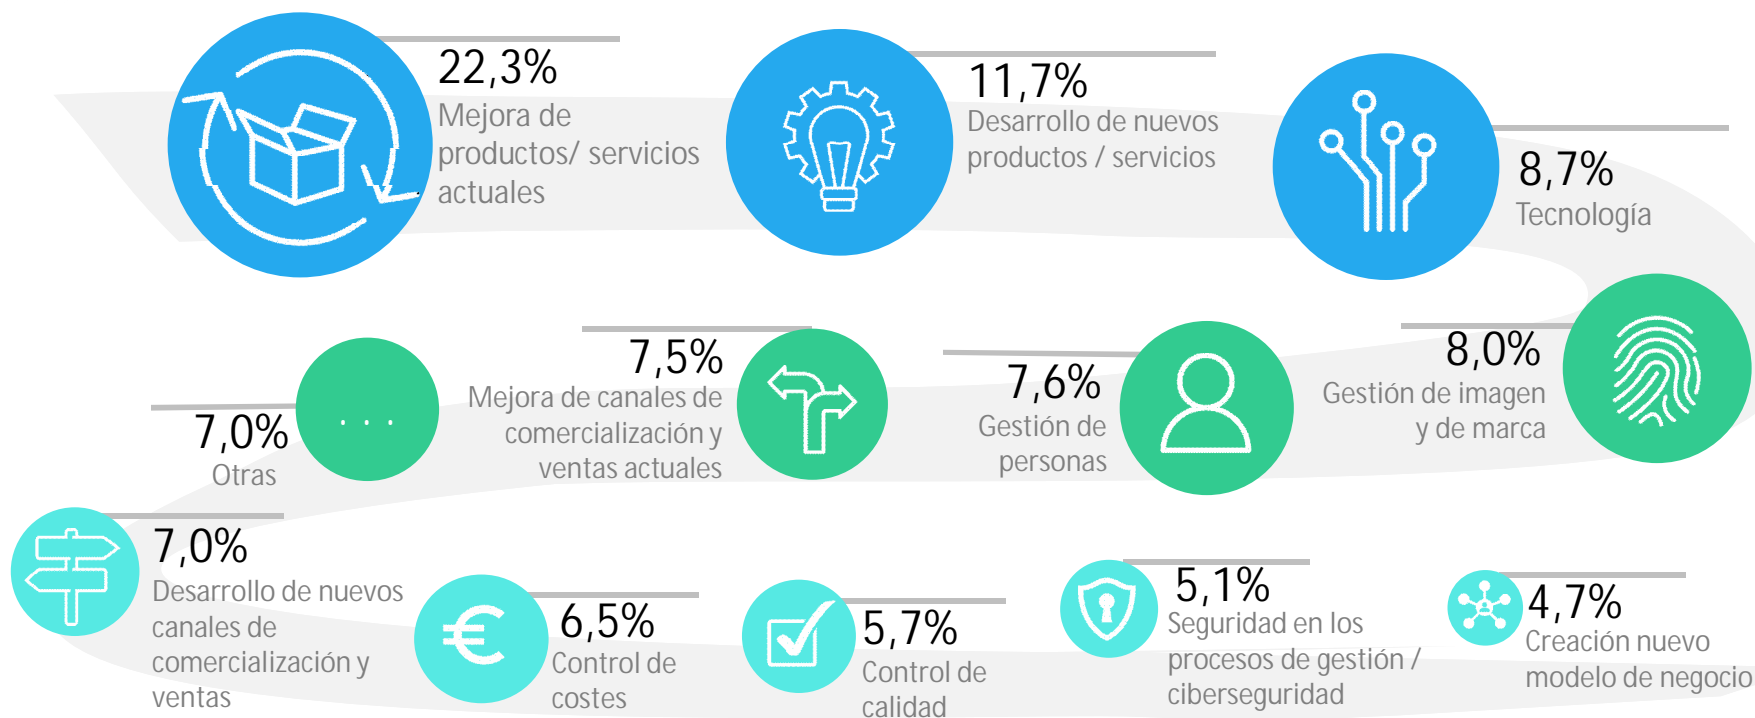 22,3%
Mejora de
productos/ servicios
actuales
11,7%
Desarrollo de nuevos
productos / servicios
8,7%
Tecnología
8,0%
Gestión de imagen
y de marca
7,6%
Gestión de
personas
7,5%
Mejora de canales de
comercialización y
ventas actuales
. . .
7,0%
Otras
7,0%
Desarrollo de nuevos
canales de
comercialización y
ventas
€
6,5%
Control de
costes
5,7%
Control de
calidad
5,1%
Seguridad en los
procesos de gestión /
ciberseguridad
4,7%
Creación nuevo
modelo de negocio